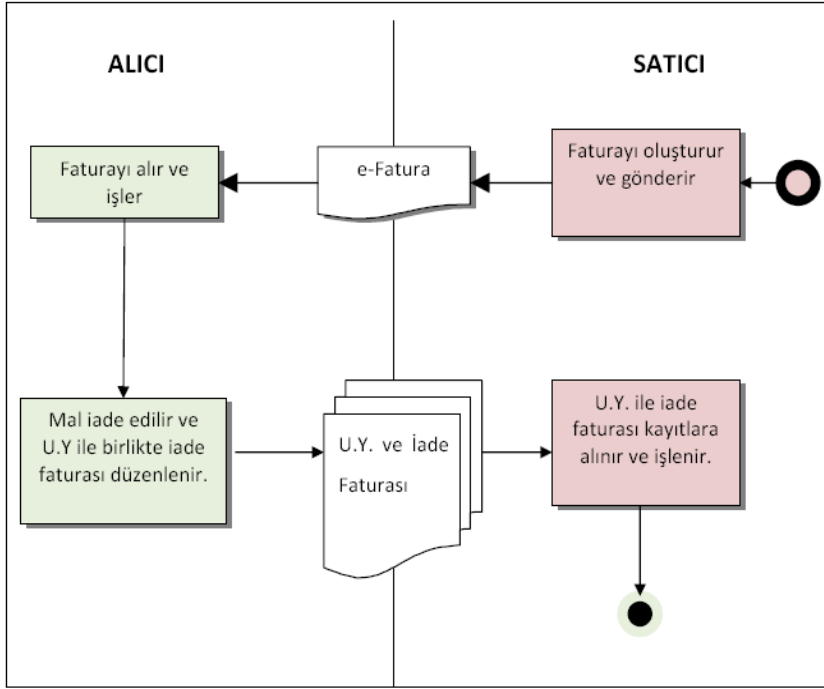 ALICI
SATICI
Faturayı alır ve
işler
e-Fatura
Faturayı oluşturur
ve gönderir
Mal iade edilir ve
U.Y ile birlikte iade
faturası düzenlenir.
U.Y. ve İade
Faturası
U.Y. ile iade
faturası kayıtlara
alınır ve işlenir.